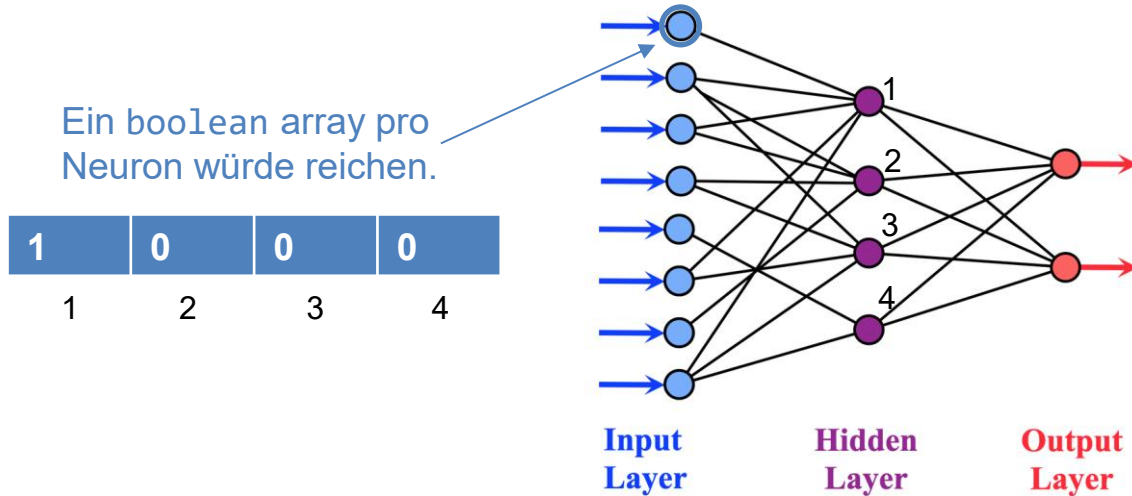 Ein boolean array pro
Neuron würde reichen.
1 0 0 0
1 2 3 4
1
2
3
4
Input
Layer
Hidden
Layer
Output
Layer